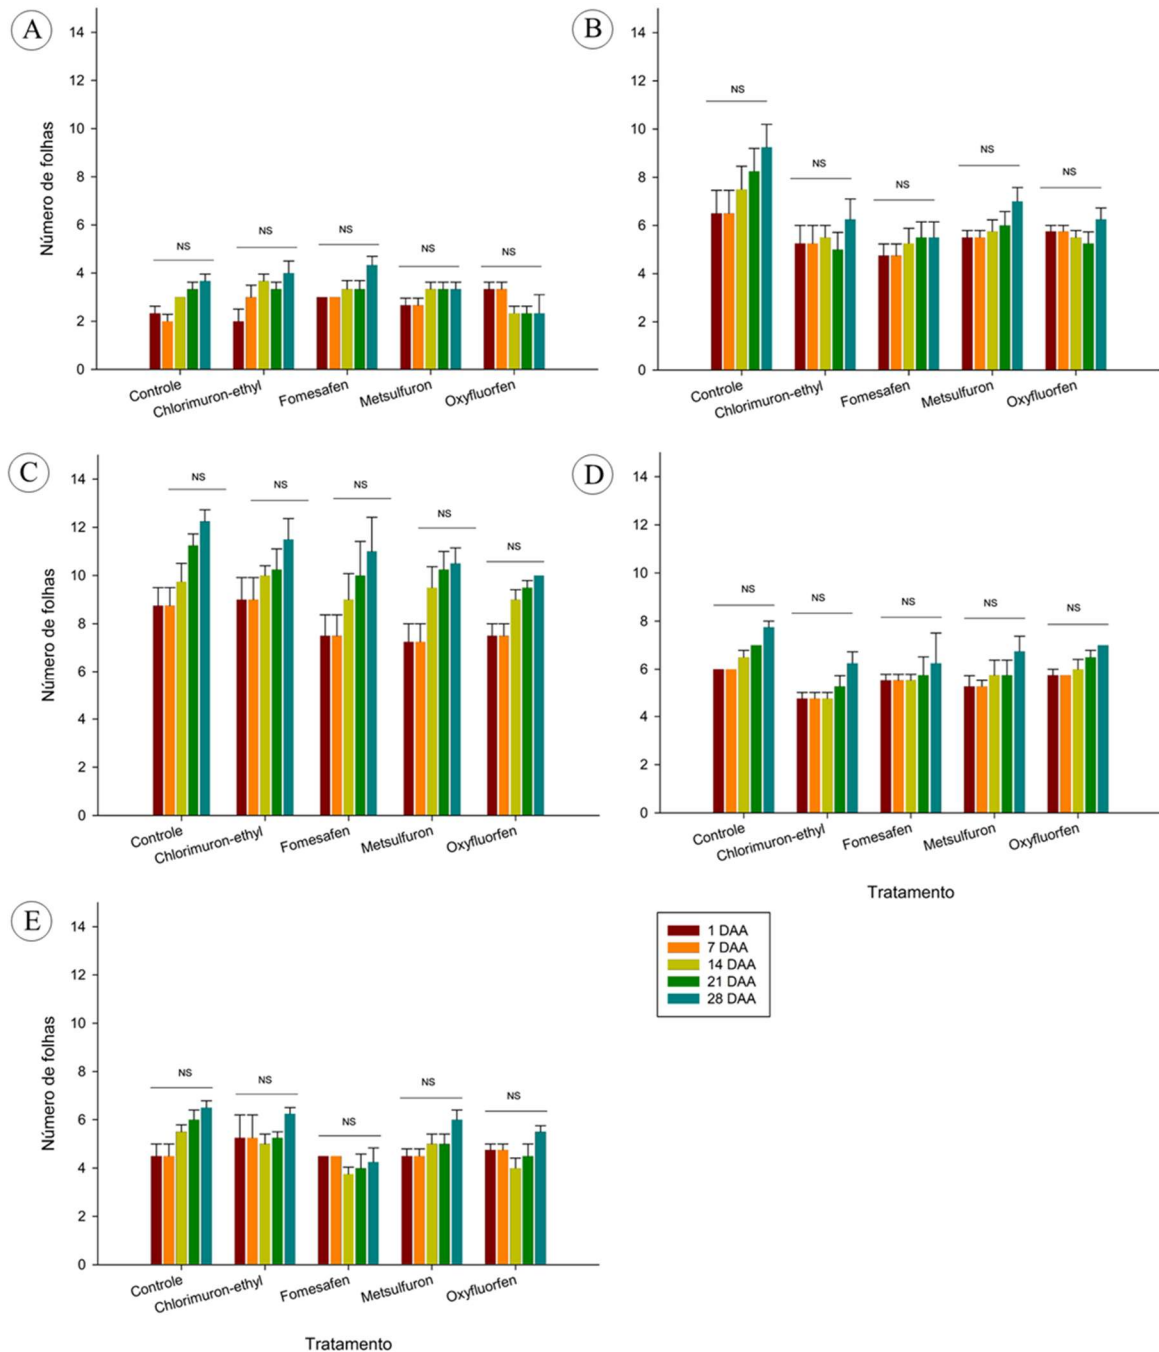 A
Número de folhas
14
12
10
8
6
4
2
0
NS
NS
NS
NS
NS
Controle
Chlorimuron-ethyl
Fomesafen
Metsulfuron
Oxyfluorfen
B
14
12
10
8
6
4
2
0
NS
NS
NS
NS
NS
Controle
Chlorimuron-ethyl
Fomesafen
Metsulfuron
Oxyfluorfen
C
Número de folhas
14
12
10
8
6
4
2
0
NS
NS
NS
NS
NS
Controle
Chlorimuron-ethyl
Fomesafen
Metsulfuron
Oxyfluorfen
D
14
12
10
8
6
4
2
0
NS
NS
NS
NS
NS
Controle
Chlorimuron-ethyl
Fomesafen
Metsulfuron
Oxyfluorfen
Tratamento
1 DAA
7 DAA
14 DAA
21 DAA
28 DAA
E
Número de folhas
14
12
10
8
6
4
2
0
NS
NS
NS
NS
NS
Controle
Chlorimuron-ethyl
Fomesafen
Metsulfuron
Oxyfluorfen
Tratamento